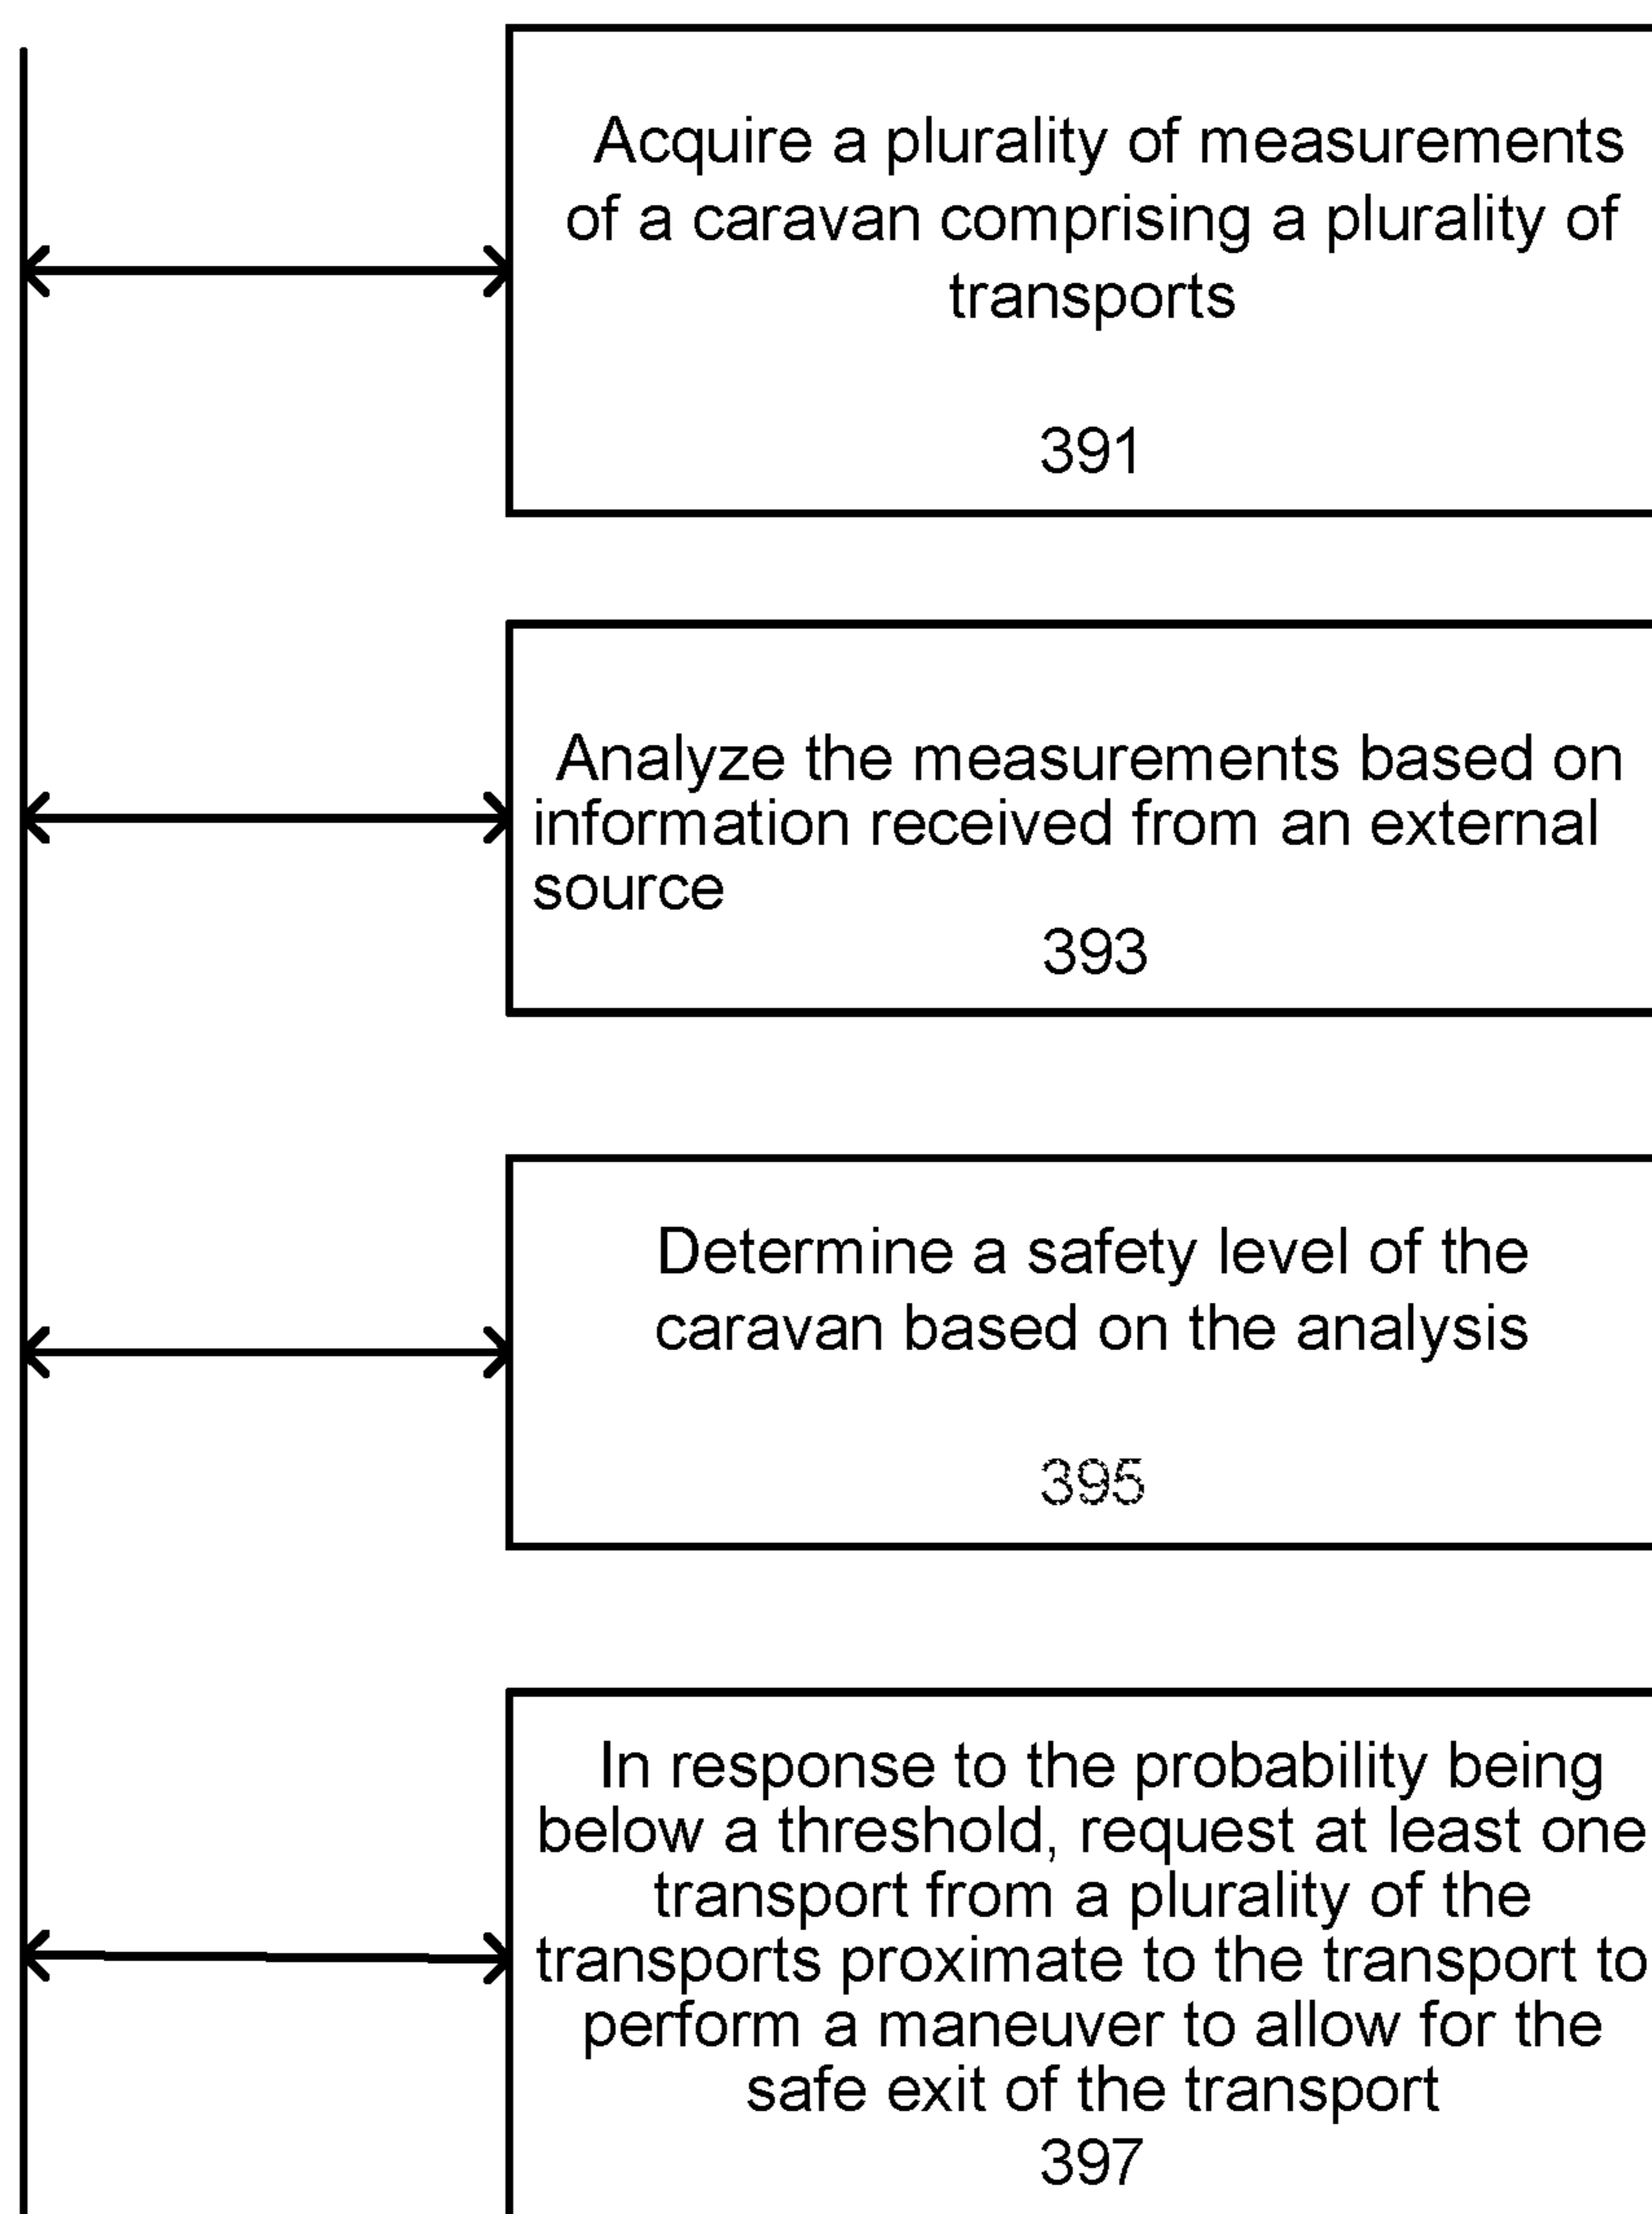 Acquire a plurality of measurements
of a caravan comprising a plurality of
transports
391
Analyze the measurements based on
information received from an external
source
393
Determine a safety level of the
caravan based on the analysis
395
In response to the probability being
below a threshold, request at least one
transport from a plurality of the
transports proximate to the transport to
perform a maneuver to allow for the
safe exit of the transport
397